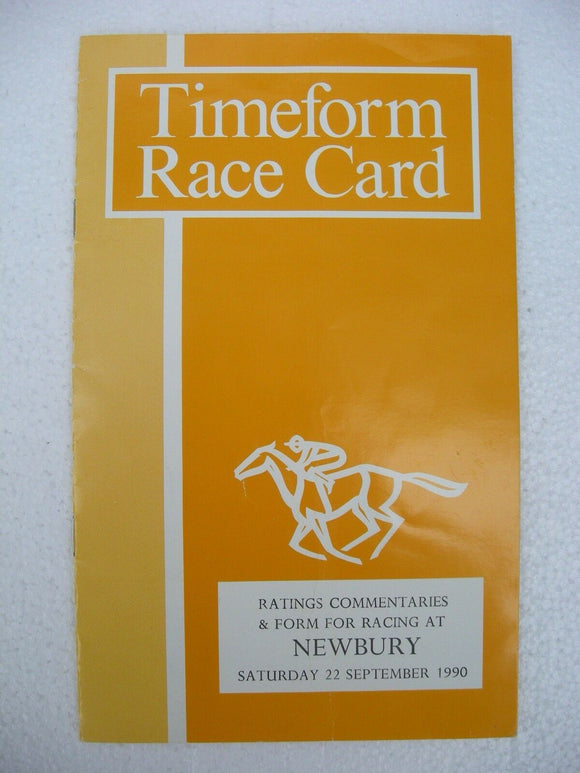 Timeform
Race Card
RATINGS COMMENTARIES
& FORM FOR RACING AT
NEWBURY
SATURDAY 22 SEPTEMBER 1990